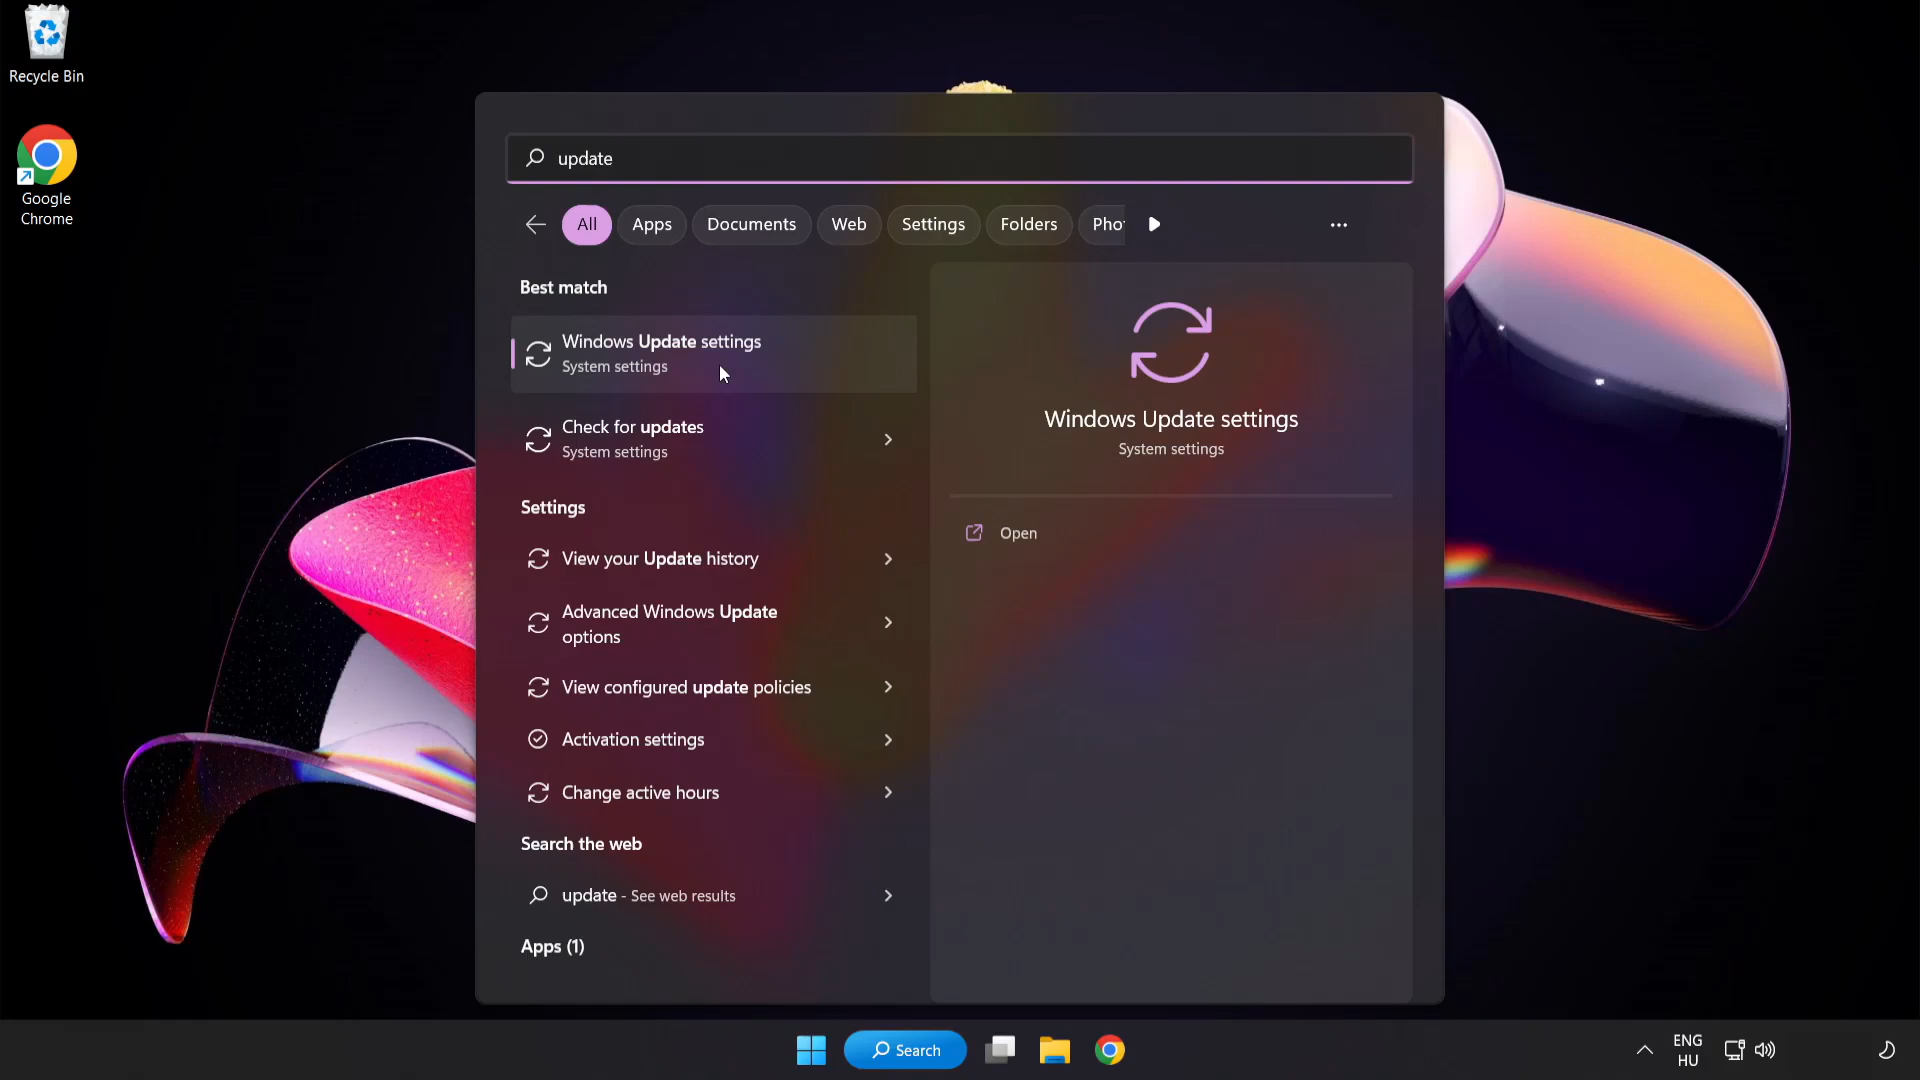 Recycle Bin
Google
Chrome
update
All
Apps
Documents
Web
Settings
Folders
Best match
Windows Update settings
System settings
Check for updates
System settings
Settings
View your Update history
Advanced Windows Update
options
View configured update policies
Activation settings
Change active hours
Search the web
update - See web results
Apps (1)
Windows Update settings
System settings
Open
Search
ENG
HU